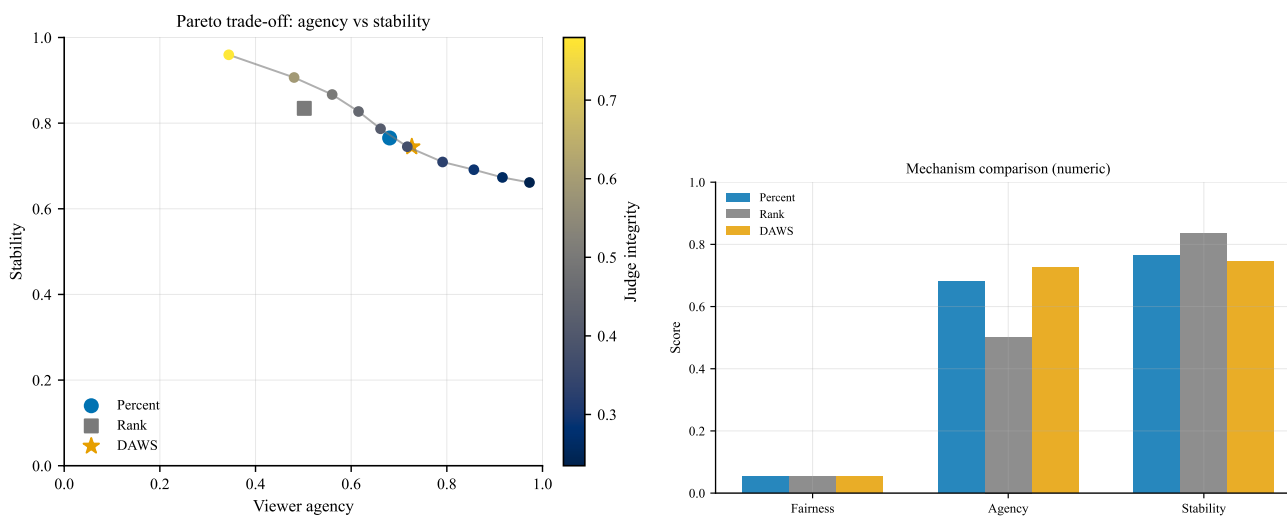 Pareto trade-off: agency vs stability
1.0
0.8
0.6
0.4
0.2
0.0
Stability
0.0
0.2
0.4
0.6
0.8
1.0
Viewer agency
Percent
Rank
DAWS
0.7
0.6
0.5
0.4
0.3
Judge integrity
Mechanism comparison (numeric)
1.0
0.8
0.6
0.4
0.2
0.0
Score
Percent
Rank
DAWS
Fairness
Agency
Stability